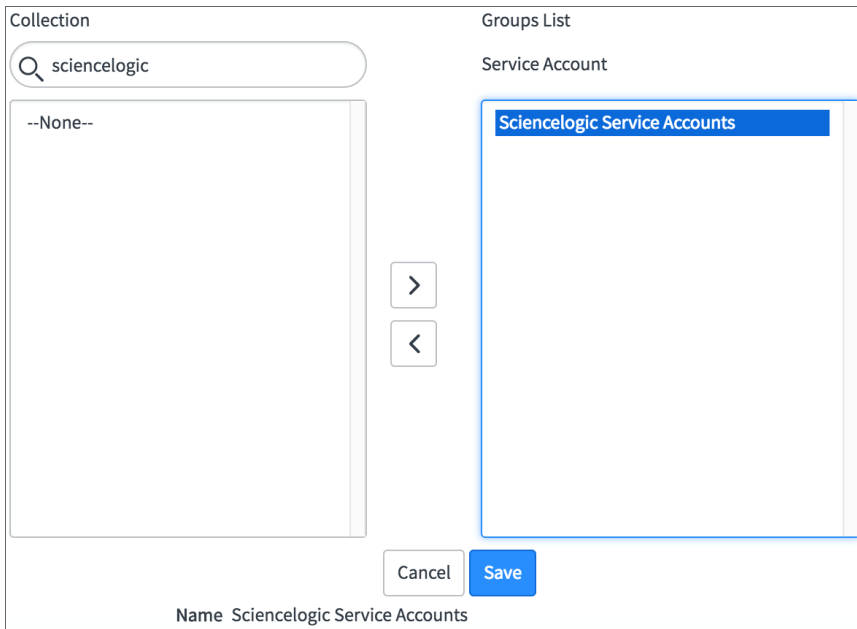 Collection
Groups List
sciencelogic
Service Account
--None--
Sciencelogic Service Accounts
Cancel
Save
Name Sciencelogic Service Accounts